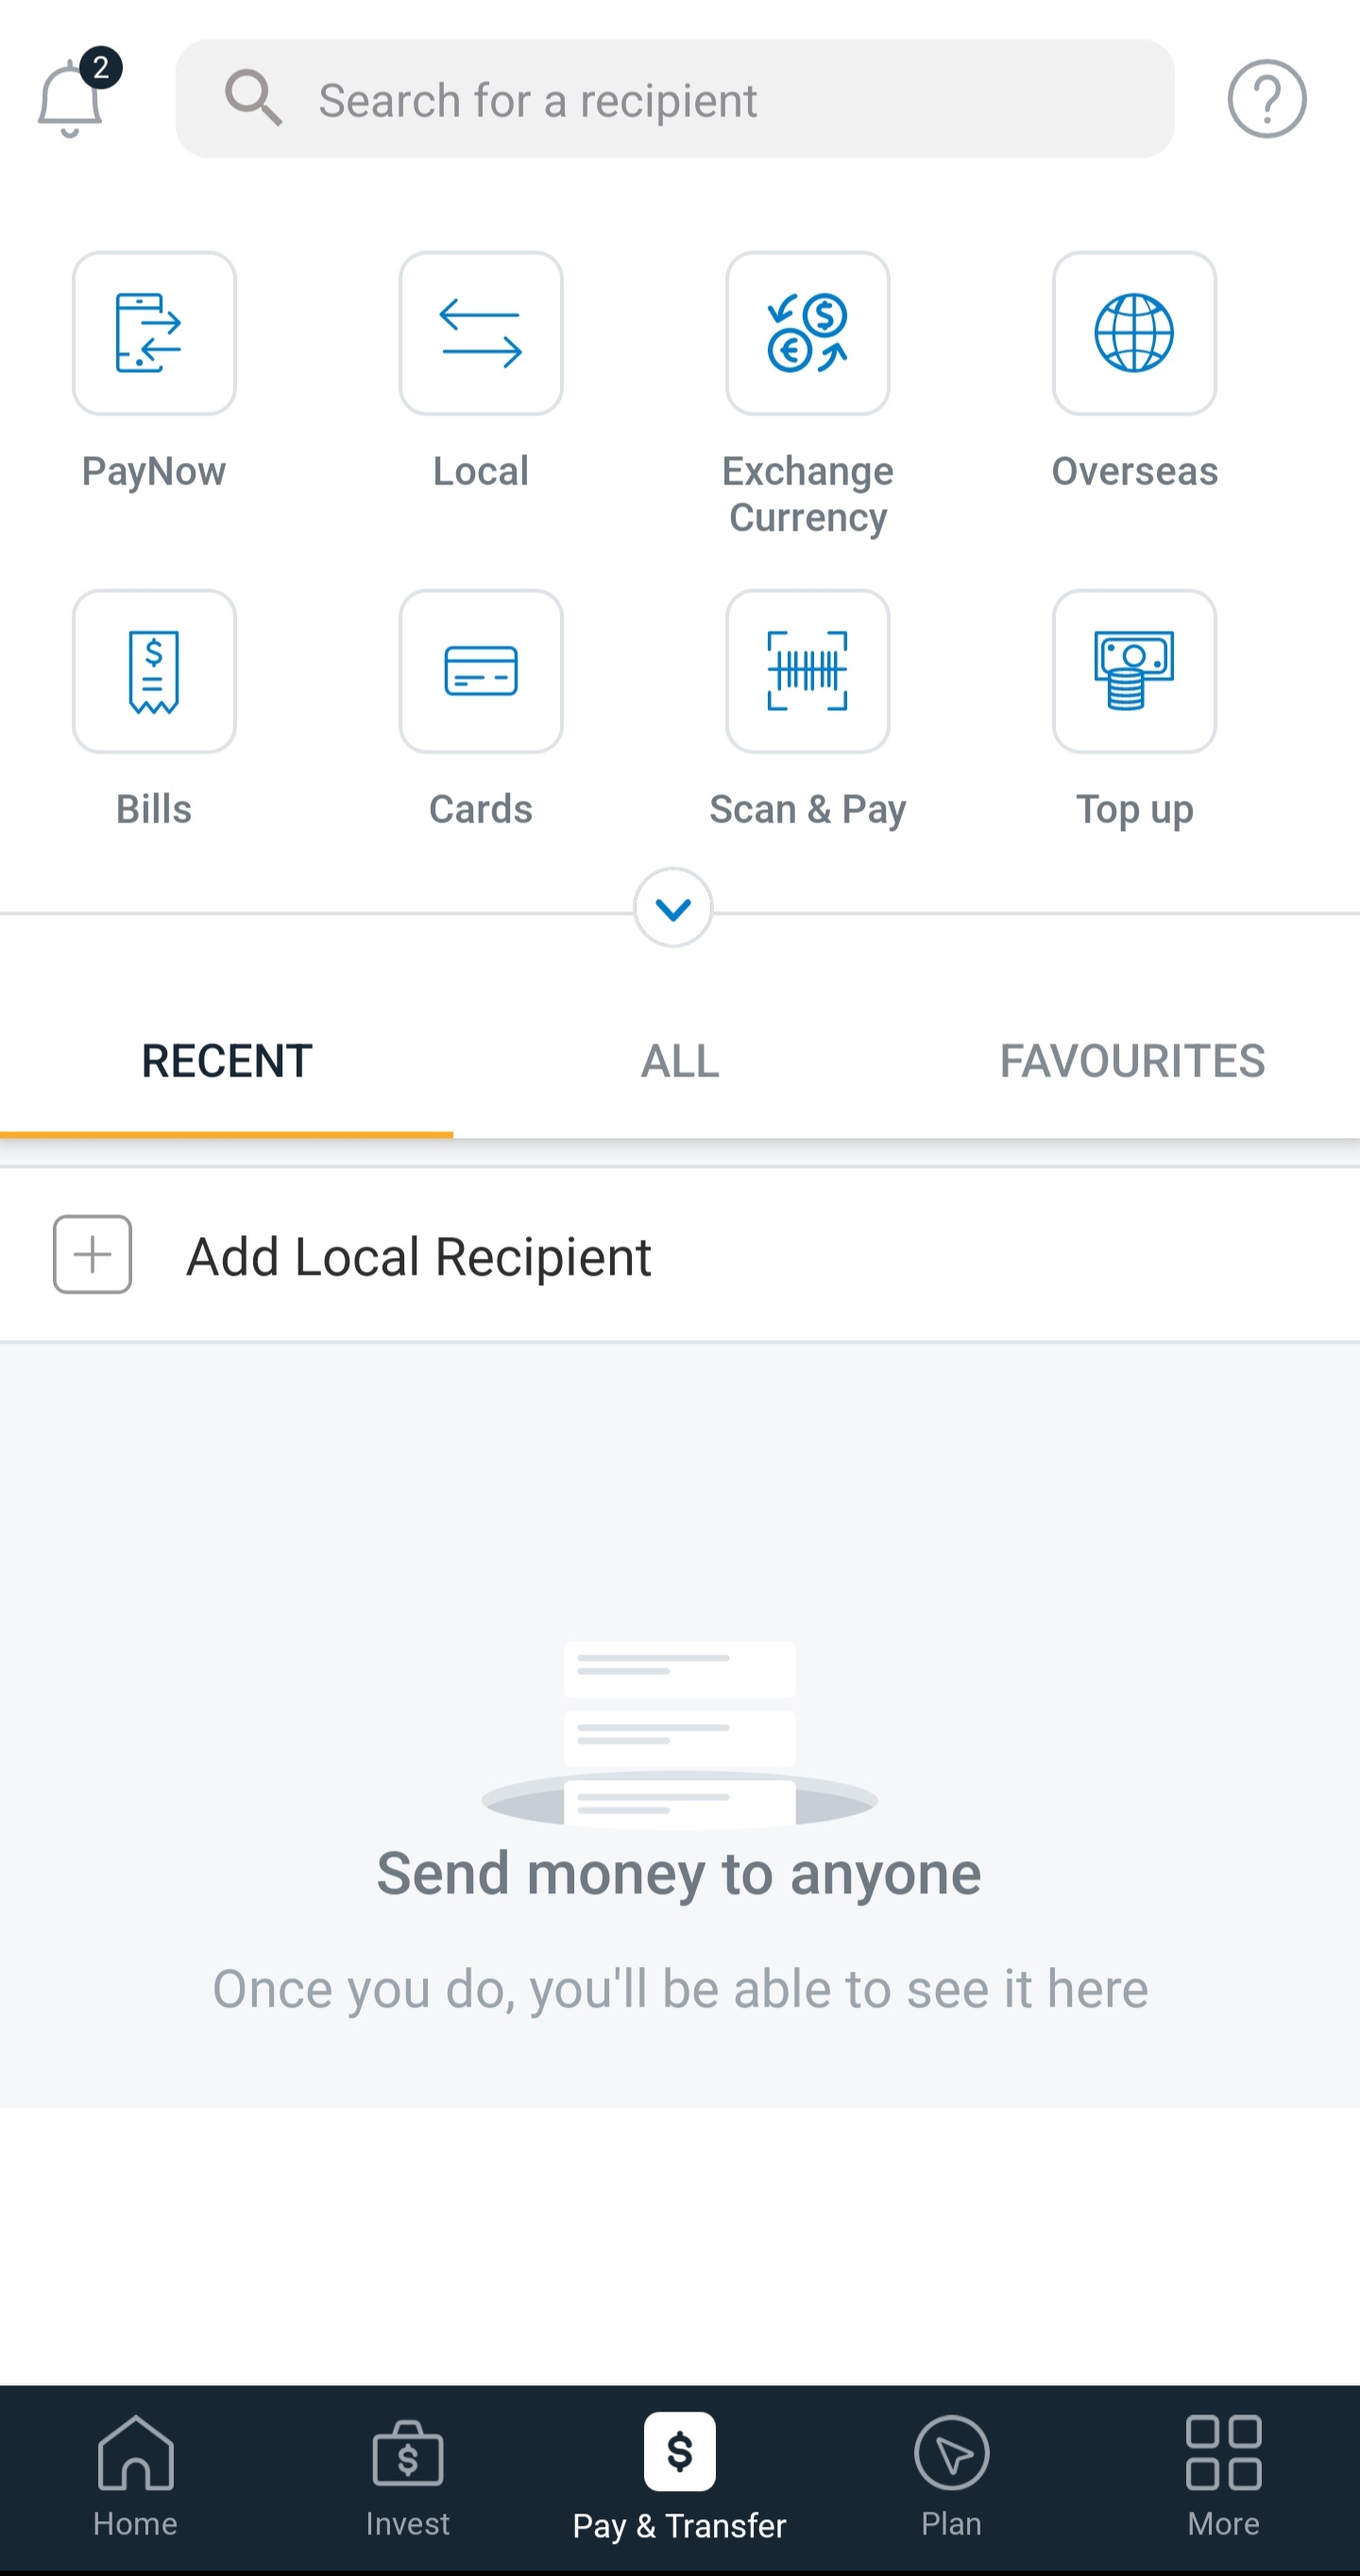 2
Search for a recipient
PayNow
Local
Exchange
Currency
Overseas
Bills
Cards
Scan & Pay
Top up
RECENT
ALL
FAVOURITES
Add Local Recipient
Send money to anyone
Once you do, you'll be able to see it here
Home
Invest
Pay & Transfer
Plan
More